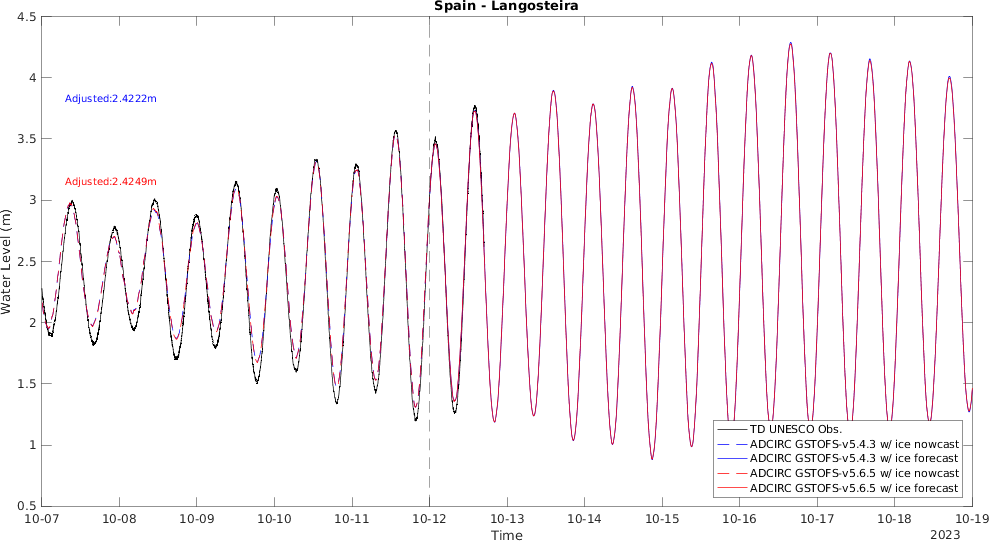 Spain - Langosteira
4.5
4
3.5
3
2.5
2
1.5
1
0.5
Water Level (m)
Adjusted:2.4222m
Adjusted:2.4249m
TD UNESCO Obs.
ADCIRC GSTOFS-v5.4.3 w/ ice nowcast
ADCIRC GSTOFS-v5.4.3 w/ ice forecast
ADCIRC GSTOFS-v5.6.5 w/ ice nowcast
ADCIRC GSTOFS-v5.6.5 w/ ice forecast
10-07 10-08 10-09 10-10 10-11 10-12 10-13 10-14 10-15 10-16 10-17 10-18 10-19
Time
2023